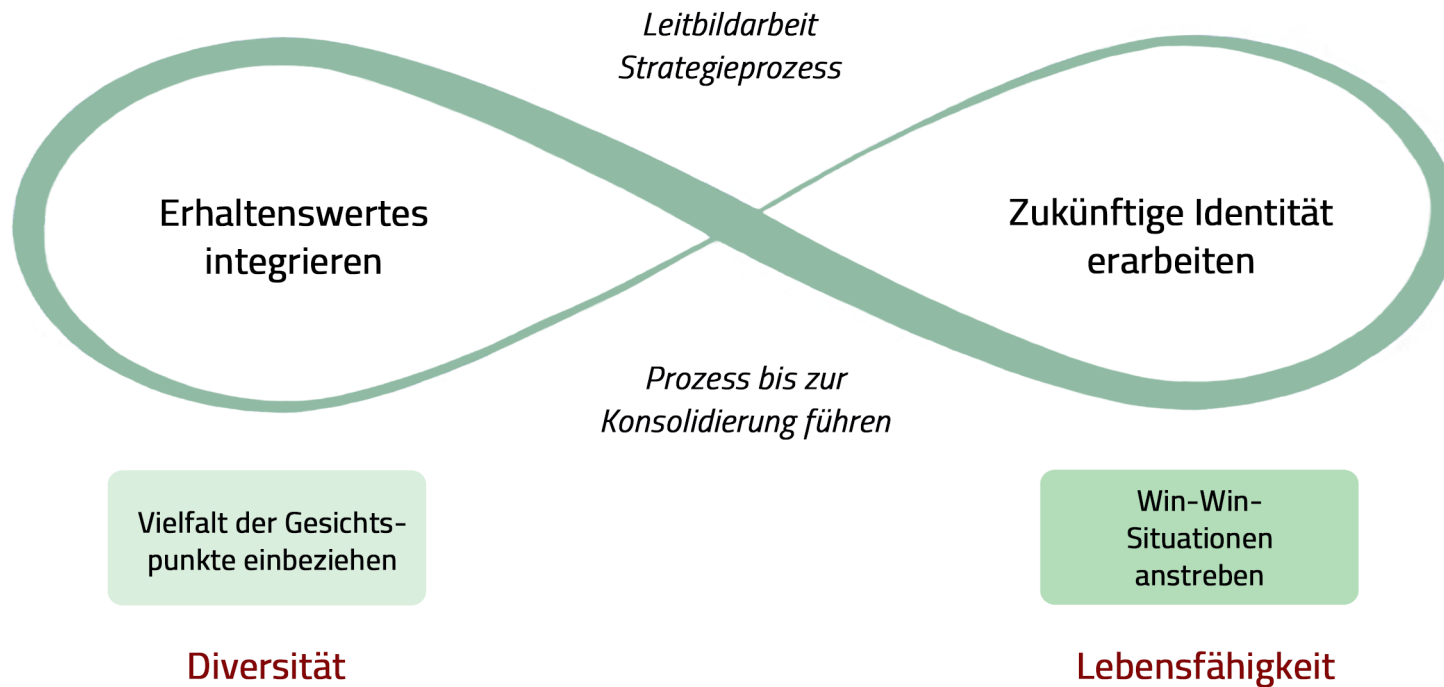 Leitbildarbeit
Strategieprozess
Erhaltenswertes
integrieren
Zukünftige Identität
erarbeiten
Prozess bis zur
Konsolidierung führen
Vielfalt der Gesichts-
punkte einbeziehen
Win-Win-
Situationen
anstreben
Diversität
Lebensfähigkeit